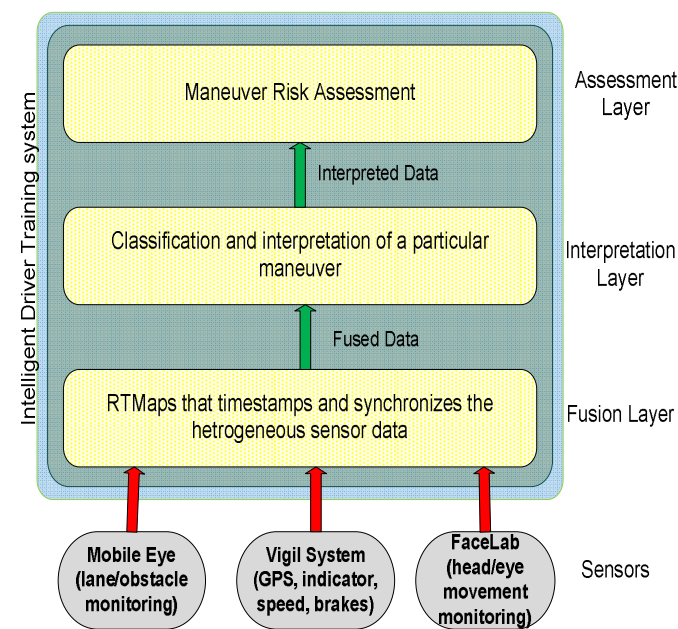 Intelligent Driver Training system
Maneuver Risk Assessment
Assessment
Layer
Interpreted Data
Classification and interpretation of a particular
maneuver
Interpretation
Layer
Fused Data
RTMaps that timestamps and synchronizes the
hetrogeneous sensor data
Fusion Layer
Mobile Eye
(lane/obstacle
monitoring)
Vigil System
(GPS, indicator,
speed, brakes)
FaceLab
(head/eye
movement
monitoring)
Sensors